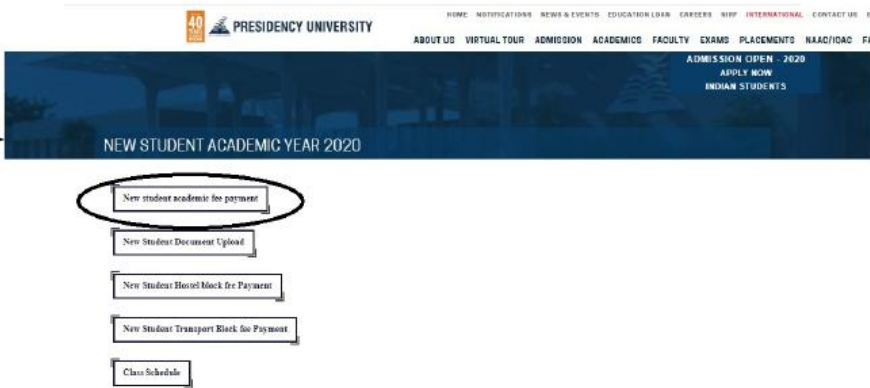 HOME NOTIFICATIONS NEWS & EVENTS EDUCATION LOAN CAREERS NIRF INTERNATIONAL CONTACT US
40
PRESIDENCY UNIVERSITY
ABOUT US VIRTUAL TOUR ADMISSION ACADEMICS FACULTY EXAMS PLACEMENTS NAAC/IQAC FA
ADMISSION OPEN - 2020
APPLY NOW
INDIAN STUDENTS
NEW STUDENT ACADEMIC YEAR 2020
New student academic fee payment
New Student Document Upload
New Student Hostel block fee Payment
New Student Transport Block fee Payment
Class Schedule